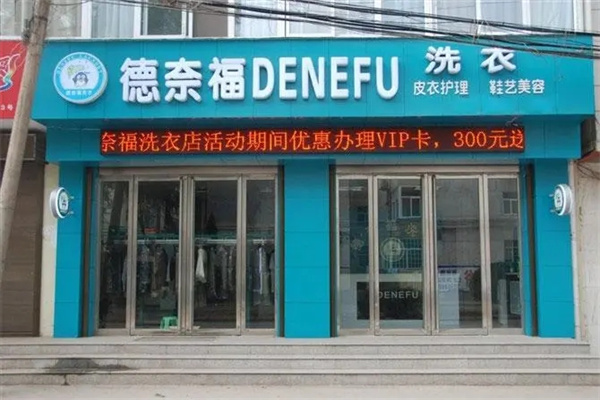 德奈福DENEFU 洗衣
皮衣护理 鞋艺美容
奈福洗衣店活动期间优惠办理VIP卡，300元送
DENEFU
3号